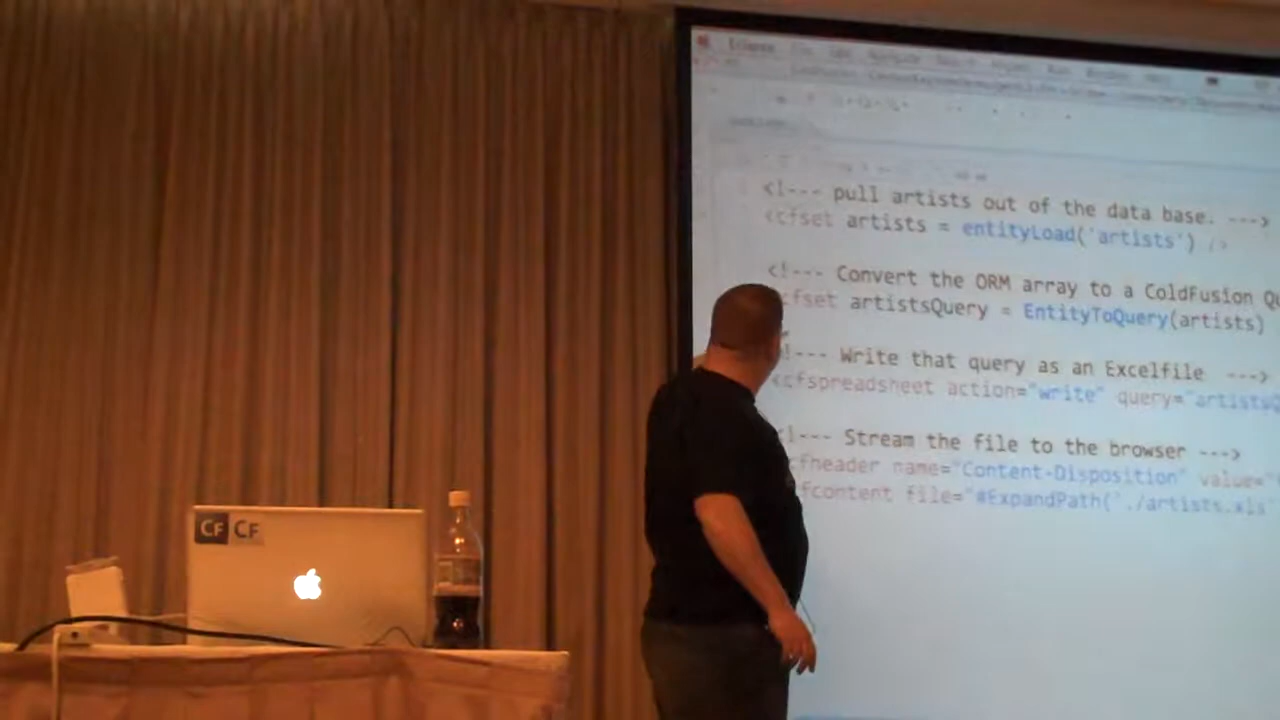 <!--- pull artists out of the data base. --->
<cfset artists = entityLoad('artists') />
<!--- Convert the ORM array to a ColdFusion
cfset artistsQuery = EntityToQuery(artists)
!--- Write that query as an Excelfile --->
<cfspreadsheet action="write" query="artistsQ
<!--- Stream the file to the browser --->
cfheader name="Content-Disposition" value="
fcontent file="#ExpandPath('./artists.xls'
CF CF